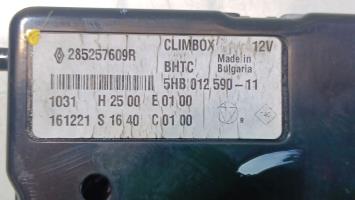 285257609R CLIMBOX 12V
BHTC Made in
Bulgaria
5HB 012 590-11
1031 H 25 00 E 01 00
161221 S 16 40 C 01 00